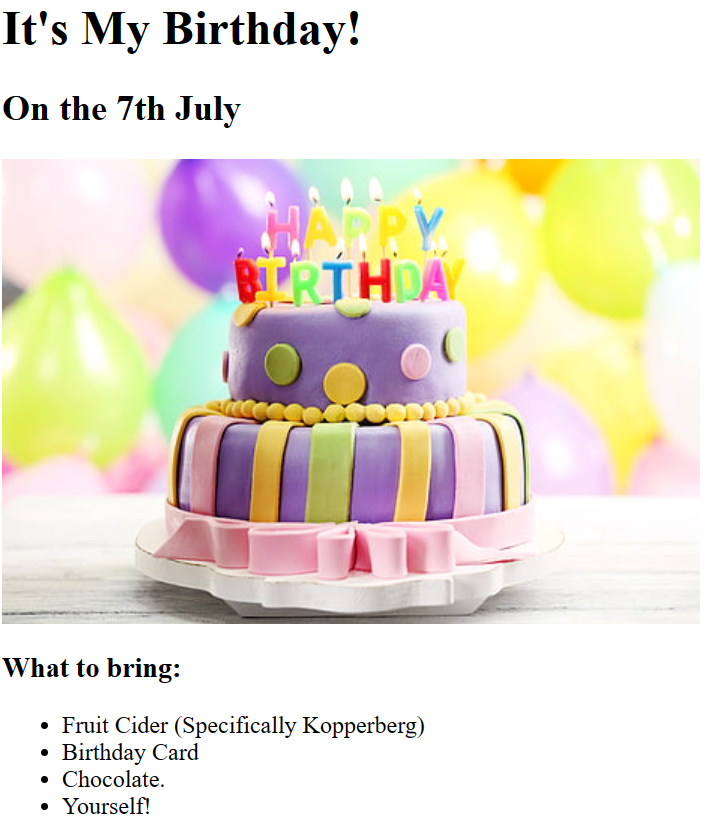 It's My Birthday!
On the 7th July
HAPPY
BIRTHDAY
What to bring:
Fruit Cider (Specifically Kopperberg)
Birthday Card
Chocolate.
Yourself!